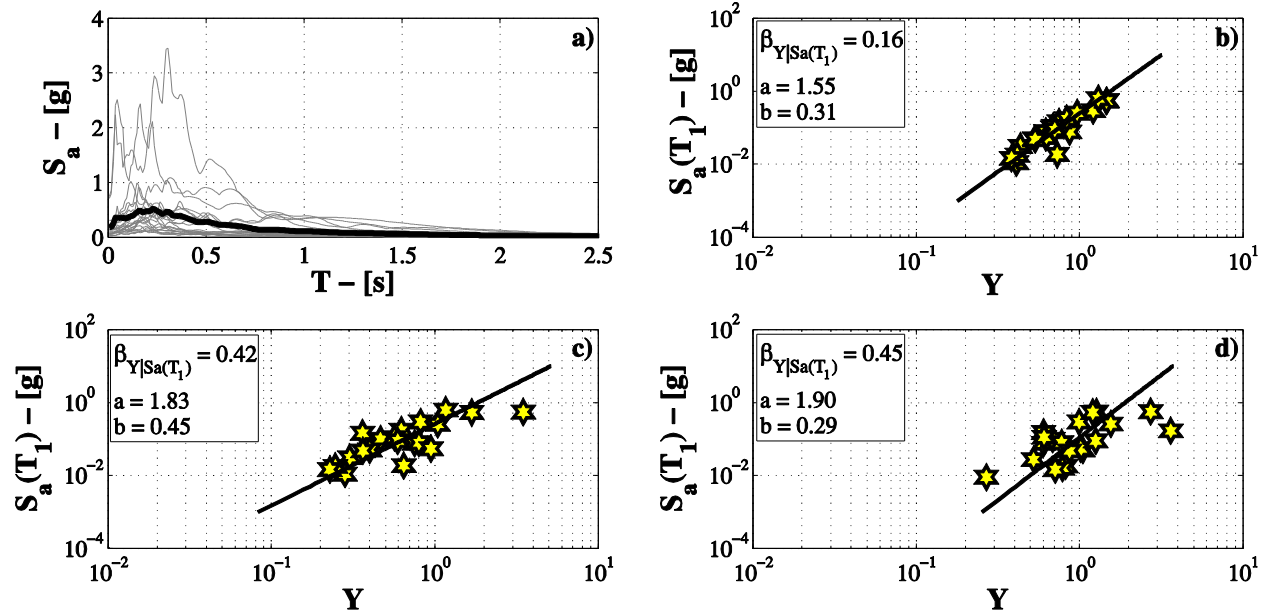 a)
4
3
2
1
0
S_a − [g]
0 0.5 1 1.5 2 2.5
T − [s]
b)
β_{Y|Sa(T_1)} = 0.16
a = 1.55
b = 0.31
10^2
10^0
10^{−2}
10^{−4}
S_a(T_1) − [g]
10^{−2} 10^{−1} 10^0 10^1
Y
c)
β_{Y|Sa(T_1)} = 0.42
a = 1.83
b = 0.45
10^2
10^0
10^{−2}
10^{−4}
S_a(T_1) − [g]
10^{−2} 10^{−1} 10^0 10^1
Y
d)
β_{Y|Sa(T_1)} = 0.45
a = 1.90
b = 0.29
10^2
10^0
10^{−2}
10^{−4}
S_a(T_1) − [g]
10^{−2} 10^{−1} 10^0 10^1
Y